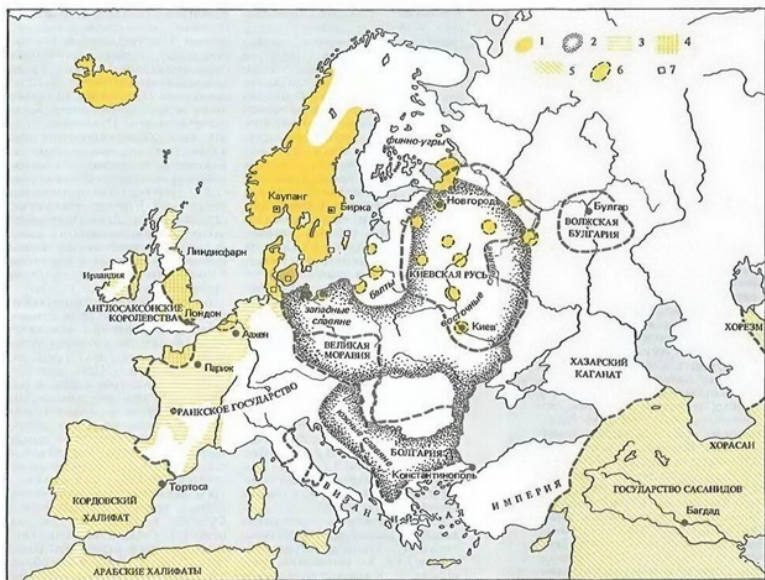 1
2
3
4
5
6
7
финно-угры
Каупанг
Бирка
Новгород
Булгар
ВОЛЖСКАЯ
БУЛГАРИЯ
Линдисфарн
Ирландия
АНГЛОСАКСОНСКИЕ
КОРОЛЕВСТВА
Лондон
балты
КИЕВСКАЯ РУСЬ
западные
славяне
восточные
Киев
Аахен
ВЕЛИКАЯ
МОРАВИЯ
Париж
ХОРЕЗМ
ХАЗАРСКИЙ
КАГАНАТ
ФРАНКСКОЕ ГОСУДАРСТВО
южные славяне
БОЛГАРИЯ
ХОРАСАН
Константинополь
Тортоса
КОРДОВСКИЙ
ХАЛИФАТ
ВИЗАНТИЙСКАЯ ИМПЕРИЯ
ГОСУДАРСТВО САСАНИДОВ
Багдад
АРАБСКИЕ ХАЛИФАТЫ